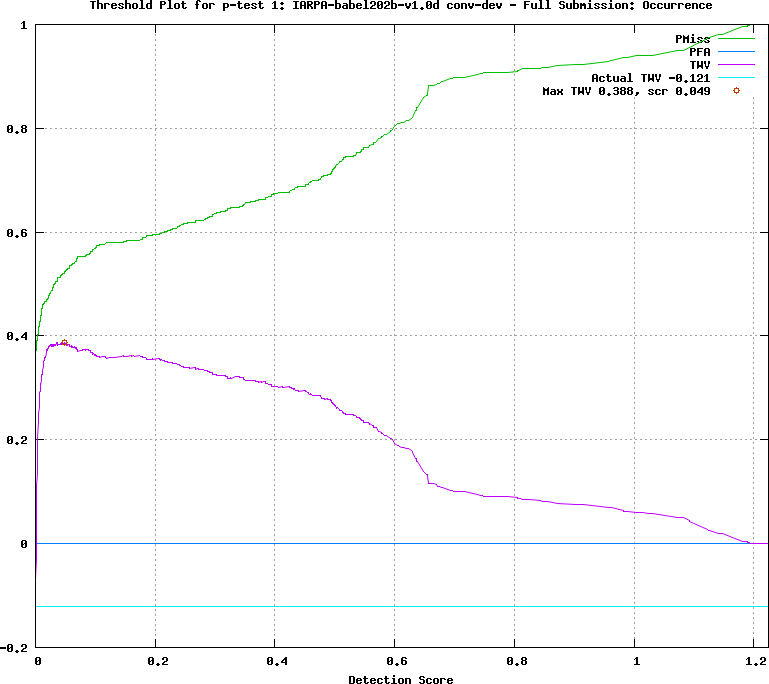 Threshold Plot for p-test 1: IARPA-babel202b-v1.0d conv-dev - Full Submission: Occurrence
1
PMiss
PFA
TWV
Actual TWV -0.121
Max TWV 0.388, scr 0.049
0.8
0.6
0.4
0.2
0
-0.2
0 0.2 0.4 0.6 0.8 1 1.2
Detection Score